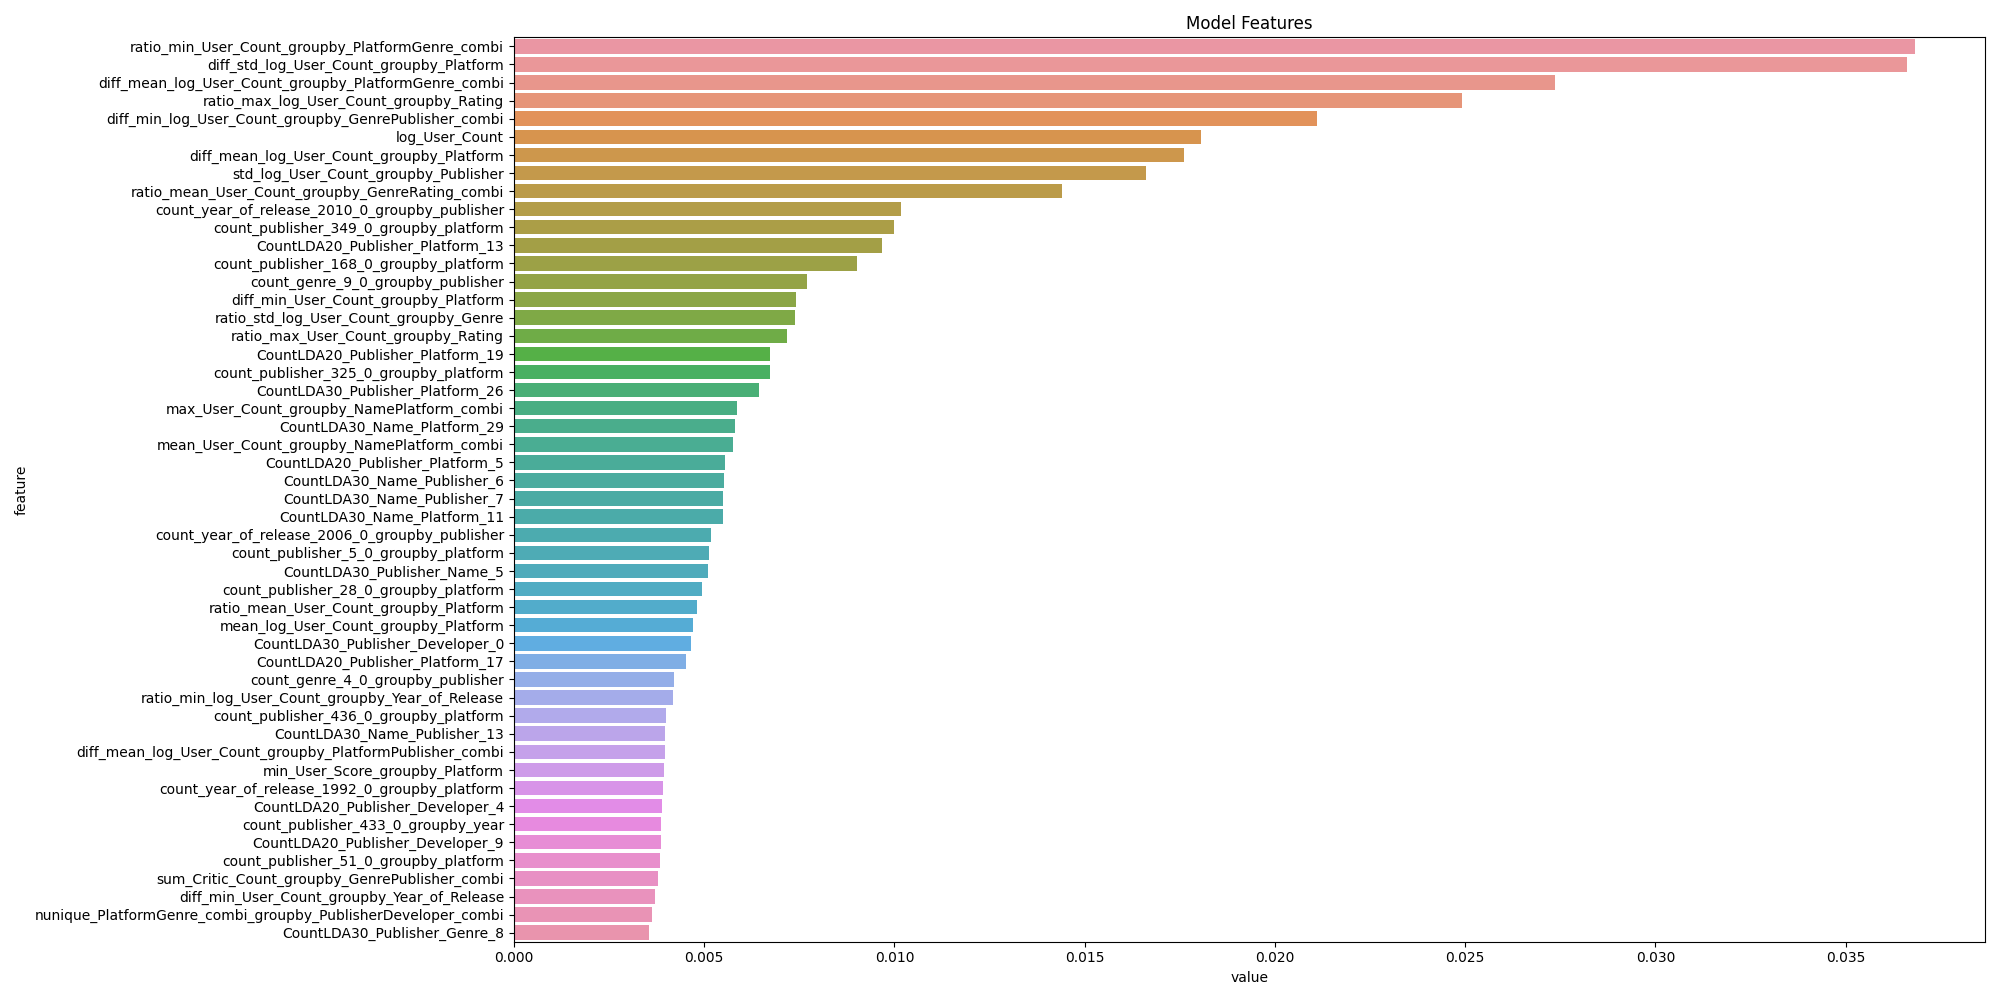 Model Features
feature
ratio_min_User_Count_groupby_PlatformGenre_combi
diff_std_log_User_Count_groupby_Platform
diff_mean_log_User_Count_groupby_PlatformGenre_combi
ratio_max_log_User_Count_groupby_Rating
diff_min_log_User_Count_groupby_GenrePublisher_combi
log_User_Count
diff_mean_log_User_Count_groupby_Platform
std_log_User_Count_groupby_Publisher
ratio_mean_User_Count_groupby_GenreRating_combi
count_year_of_release_2010_0_groupby_publisher
count_publisher_349_0_groupby_platform
CountLDA20_Publisher_Platform_13
count_publisher_168_0_groupby_platform
count_genre_9_0_groupby_publisher
diff_min_User_Count_groupby_Platform
ratio_std_log_User_Count_groupby_Genre
ratio_max_User_Count_groupby_Rating
CountLDA20_Publisher_Platform_19
count_publisher_325_0_groupby_platform
CountLDA30_Publisher_Platform_26
max_User_Count_groupby_NamePlatform_combi
CountLDA30_Name_Platform_29
mean_User_Count_groupby_NamePlatform_combi
CountLDA20_Publisher_Platform_5
CountLDA30_Name_Publisher_6
CountLDA30_Name_Publisher_7
CountLDA30_Name_Platform_11
count_year_of_release_2006_0_groupby_publisher
count_publisher_5_0_groupby_platform
CountLDA30_Publisher_Name_5
count_publisher_28_0_groupby_platform
ratio_mean_User_Count_groupby_Platform
mean_log_User_Count_groupby_Platform
CountLDA30_Publisher_Developer_0
CountLDA20_Publisher_Platform_17
count_genre_4_0_groupby_publisher
ratio_min_log_User_Count_groupby_Year_of_Release
count_publisher_436_0_groupby_platform
CountLDA30_Name_Publisher_13
diff_mean_log_User_Count_groupby_PlatformPublisher_combi
min_User_Score_groupby_Platform
count_year_of_release_1992_0_groupby_platform
CountLDA20_Publisher_Developer_4
count_publisher_433_0_groupby_year
CountLDA20_Publisher_Developer_9
count_publisher_51_0_groupby_platform
sum_Critic_Count_groupby_GenrePublisher_combi
diff_min_User_Count_groupby_Year_of_Release
nunique_PlatformGenre_combi_groupby_PublisherDeveloper_combi
CountLDA30_Publisher_Genre_8
0.000 0.005 0.010 0.015 0.020 0.025 0.030 0.035
value